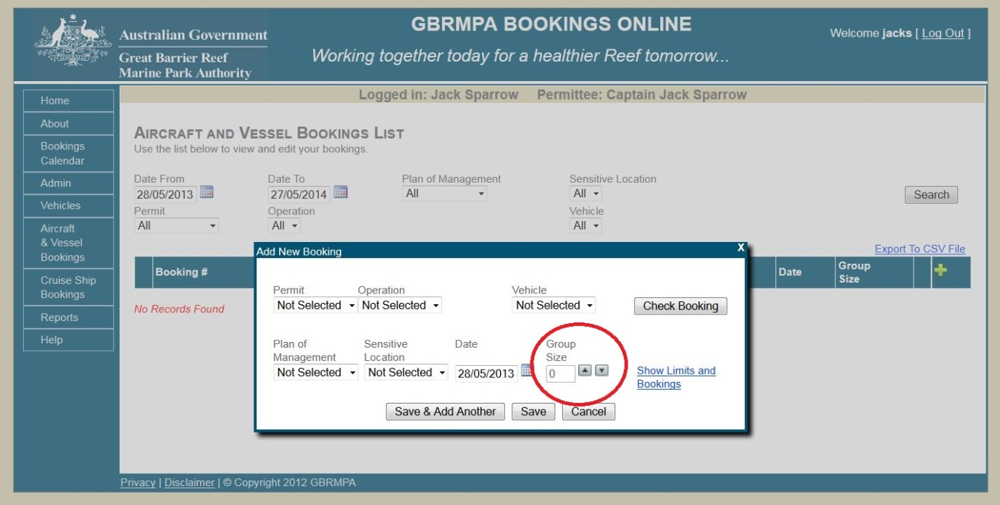 GBRMPA BOOKINGS ONLINE
Australian Government
Great Barrier Reef
Marine Park Authority
Working together today for a healthier Reef tomorrow...
Welcome jacks [ Log Out ]
Logged in: Jack Sparrow Permittee: Captain Jack Sparrow
Home
About
Bookings
Calendar
Admin
Vehicles
Aircraft
& Vessel
Bookings
Cruise Ship
Bookings
Reports
Help
AIRCRAFT AND VESSEL BOOKINGS LIST
Use the list below to view and edit your bookings.
Date From Date To Plan of Management Sensitive Location
28/05/2013 27/05/2014 All All Search
Permit Operation Vehicle
All All All
Export To CSV File
Booking # Date Group
Size
No Records Found
Add New Booking X
Permit Operation Vehicle
Not Selected Not Selected Not Selected Check Booking
Plan of Sensitive Date Group
Management Location Size
Not Selected Not Selected 28/05/2013 0 Show Limits and
Bookings
Save & Add Another Save Cancel
Privacy | Disclaimer | © Copyright 2012 GBRMPA